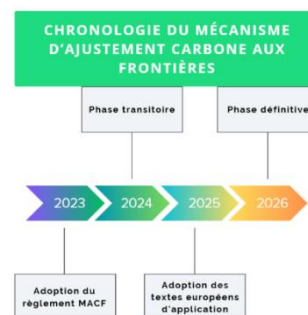 CHRONOLOGIE DU MÉCANISME
D'AJUSTEMENT CARBONE AUX
FRONTIÈRES
Phase transitoire
Phase définitive
2023
2024
2025
2026
Adoption du
règlement MACF
Adoption des
textes européens
d'application